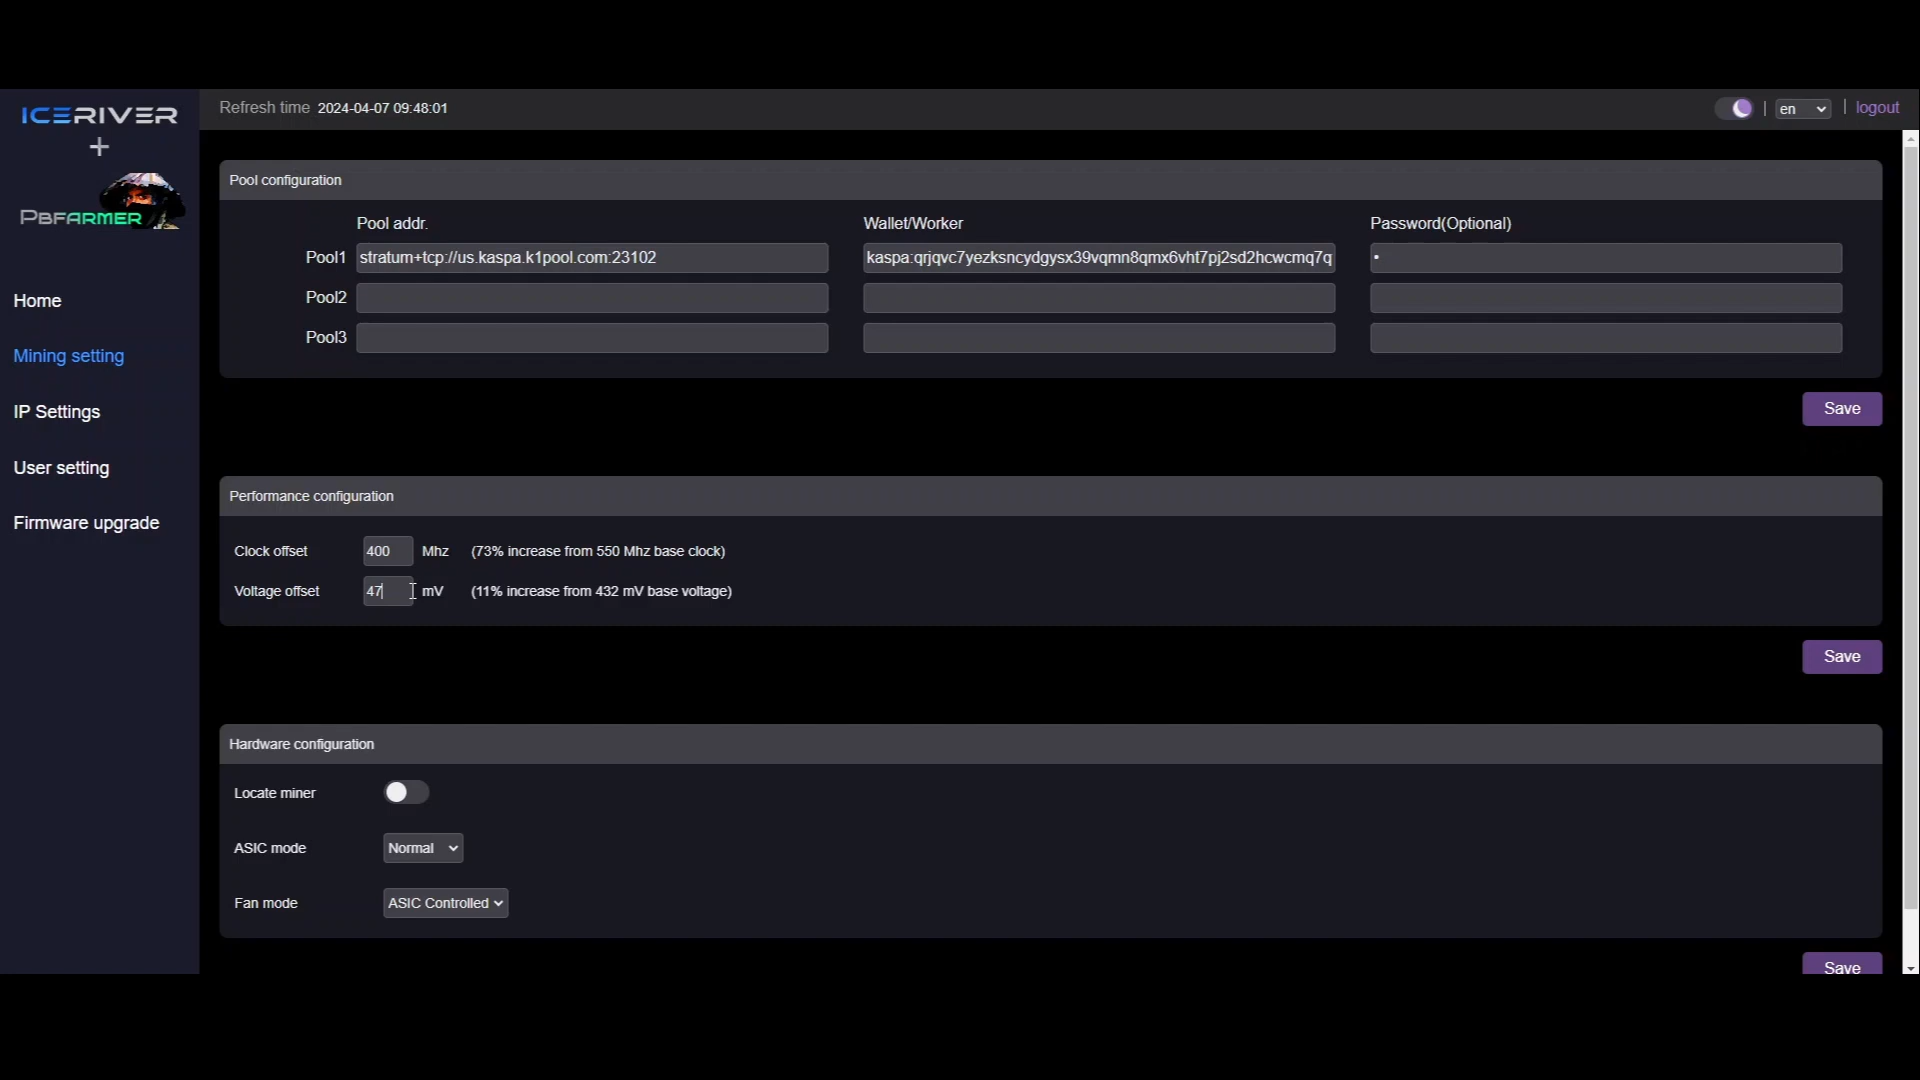 ICERIVER
+
PBFARMER
Home
Mining setting
IP Settings
User setting
Firmware upgrade
Refresh time 2024-04-07 09:48:01
| en | logout
Pool configuration
Pool addr. Wallet/Worker Password(Optional)
Pool1 stratum+tcp://us.kaspa.k1pool.com:23102 kaspa:qrjqvc7yezksncydgysx39vqmn8qmx6vht7pj2sd2hcwcmq7q •
Pool2
Pool3
Save
Performance configuration
Clock offset 400 Mhz (73% increase from 550 Mhz base clock)
Voltage offset 47 mV (11% increase from 432 mV base voltage)
Save
Hardware configuration
Locate miner
ASIC mode Normal
Fan mode ASIC Controlled
Save